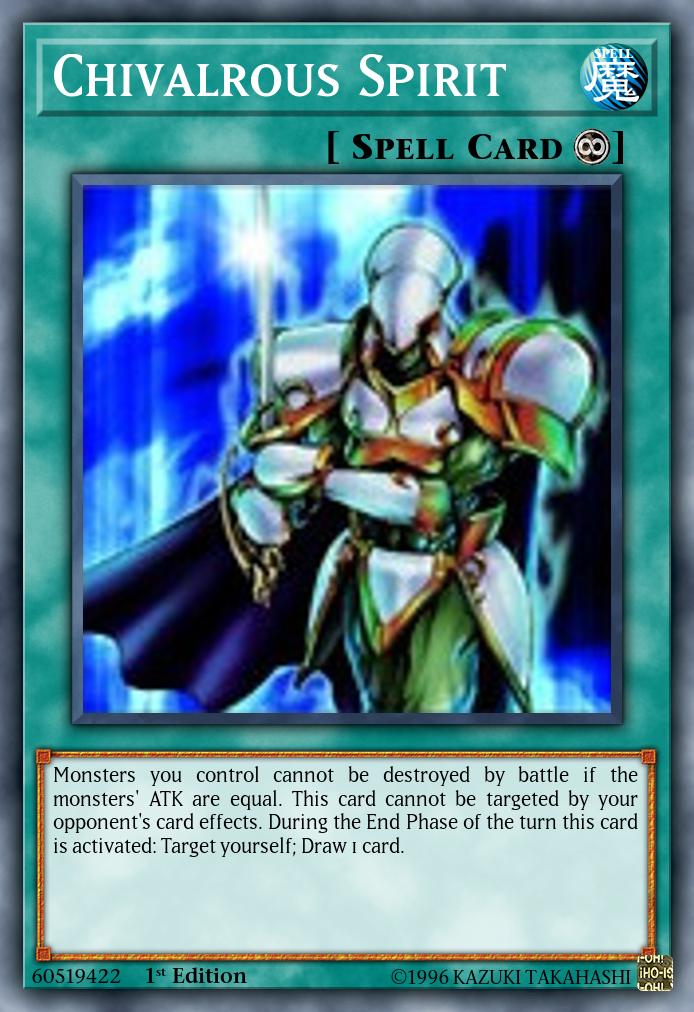 Chivalrous Spirit
SPELL
魔
[ Spell Card ∞]
Monsters you control cannot be destroyed by battle if the
monsters' ATK are equal. This card cannot be targeted by your
opponent's card effects. During the End Phase of the turn this card
is activated: Target yourself; Draw 1 card.
60519422 1st Edition ©1996 KAZUKI TAKAHASHI